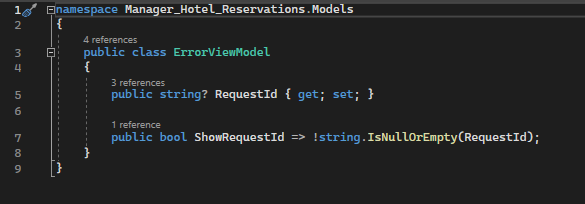 1 namespace Manager_Hotel_Reservations.Models
2 {
4 references
3 public class ErrorViewModel
4 {
3 references
5 public string? RequestId { get; set; }
6
1 reference
7 public bool ShowRequestId => !string.IsNullOrEmpty(RequestId);
8 }
9 }